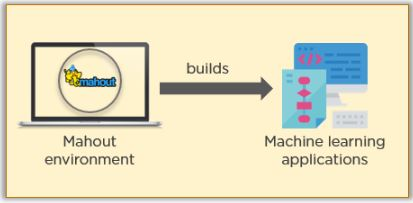 mahout
builds
Mahout
environment
Machine learning
applications